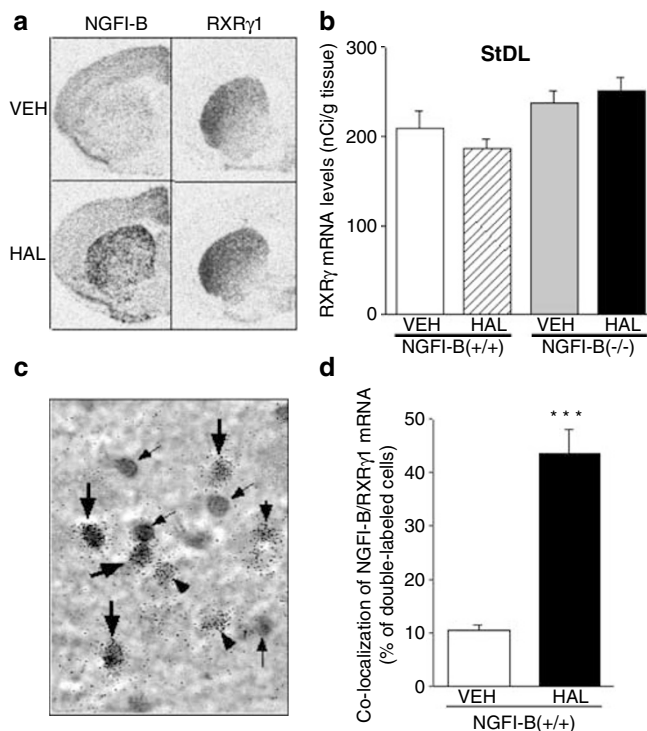 a
NGFI-B RXRγ1
VEH
HAL
b
StDL
RXRγ mRNA levels (nCi/g tissue)
300
200
100
0
VEH HAL VEH HAL
NGFI-B(+/+) NGFI-B(-/-)
c
d
Co-localization of NGFI-B/RXRγ1 mRNA
(% of double-labeled cells)
50
40
30
20
10
0
* * *
VEH HAL
NGFI-B(+/+)